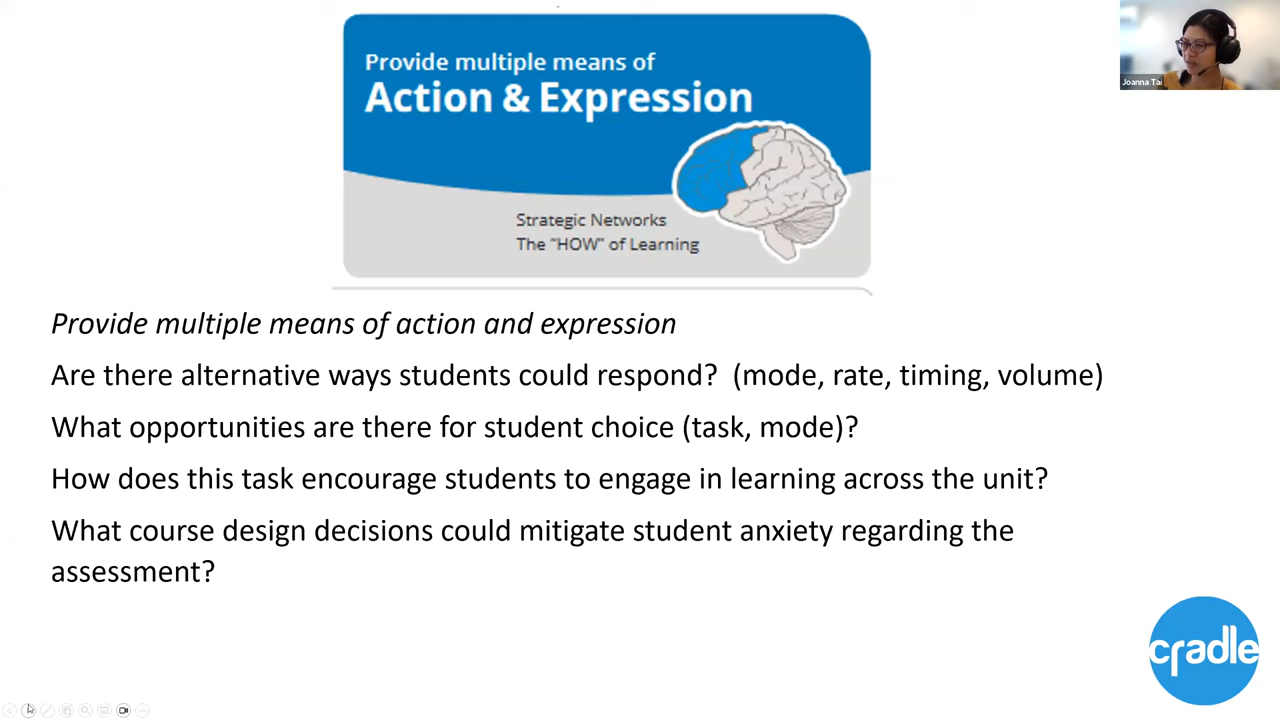 Provide multiple means of
Action & Expression
Strategic Networks
The "HOW" of Learning
Joanna Tai
Provide multiple means of action and expression
Are there alternative ways students could respond?  (mode, rate, timing, volume)
What opportunities are there for student choice (task, mode)?
How does this task encourage students to engage in learning across the unit?
What course design decisions could mitigate student anxiety regarding the
assessment?
cradle